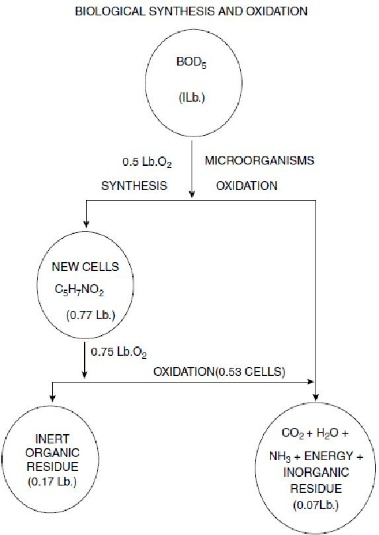 BIOLOGICAL SYNTHESIS AND OXIDATION
BOD₅
(ILb.)
0.5 Lb.O₂ MICROORGANISMS
SYNTHESIS OXIDATION
NEW CELLS
C₅H₇NO₂
(0.77 Lb.)
0.75 Lb.O₂
OXIDATION(0.53 CELLS)
INERT
ORGANIC
RESIDUE
(0.17 Lb.)
CO₂ + H₂O +
NH₃ + ENERGY +
INORGANIC
RESIDUE
(0.07Lb.)